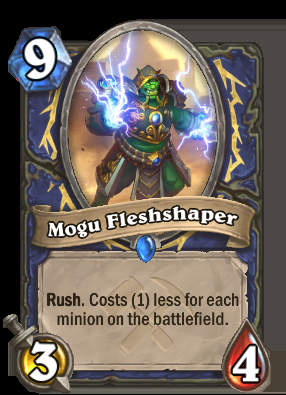 9
Mogu Fleshshaper
Rush. Costs (1) less for each
minion on the battlefield.
3
4